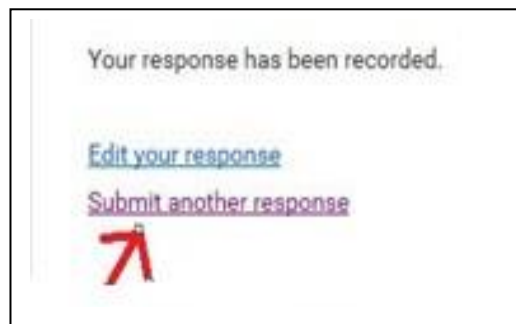 Your response has been recorded.
Edit your response
Submit another response